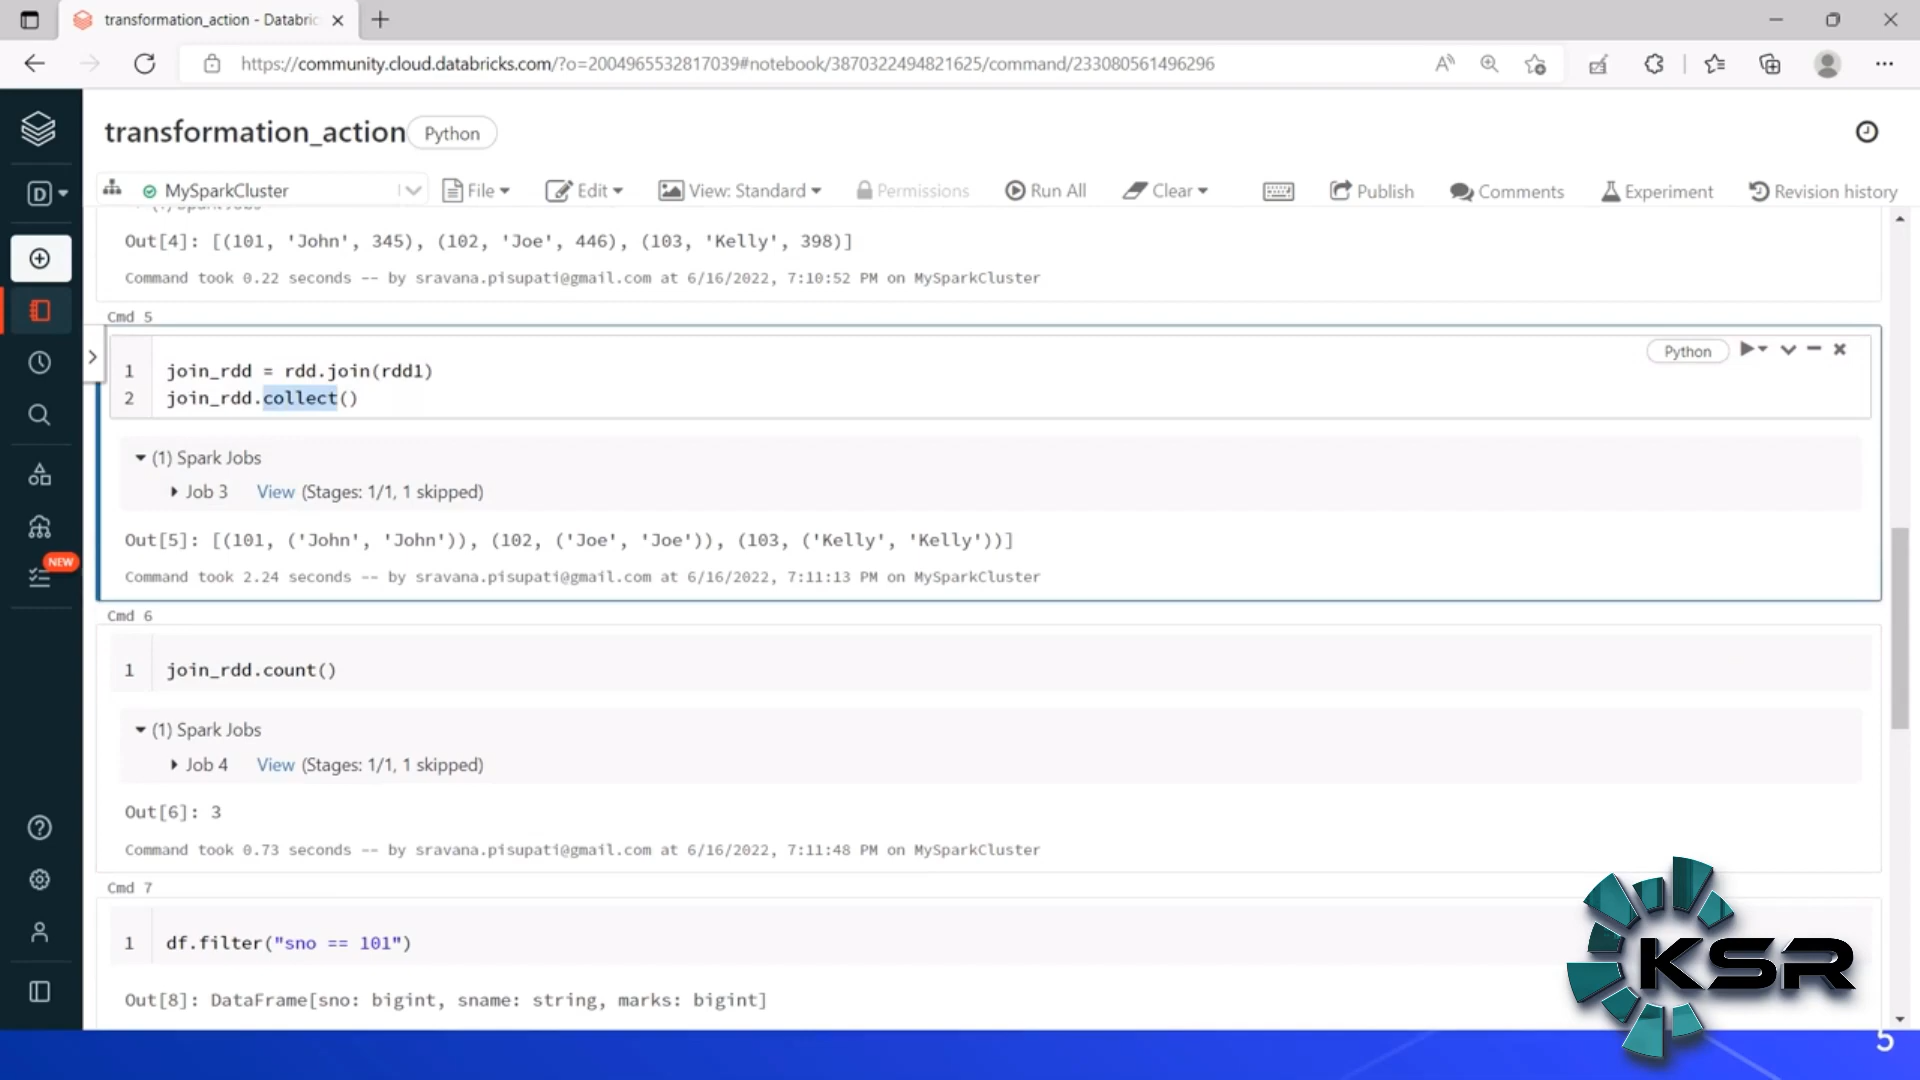 transformation_action - Databric
https://community.cloud.databricks.com/?o=2004965532817039#notebook/3870322494821625/command/233080561496296
transformation_action Python
D MySparkCluster File Edit View: Standard Permissions Run All Clear Publish Comments Experiment Revision history
Out[4]: [(101, 'John', 345), (102, 'Joe', 446), (103, 'Kelly', 398)]
Command took 0.22 seconds -- by sravana.pisupati@gmail.com at 6/16/2022, 7:10:52 PM on MySparkCluster
Cmd 5
Python
1 join_rdd = rdd.join(rdd1)
2 join_rdd.collect()
(1) Spark Jobs
Job 3 View (Stages: 1/1, 1 skipped)
Out[5]: [(101, ('John', 'John')), (102, ('Joe', 'Joe')), (103, ('Kelly', 'Kelly'))]
NEW
Command took 2.24 seconds -- by sravana.pisupati@gmail.com at 6/16/2022, 7:11:13 PM on MySparkCluster
Cmd 6
1 join_rdd.count()
(1) Spark Jobs
Job 4 View (Stages: 1/1, 1 skipped)
Out[6]: 3
Command took 0.73 seconds -- by sravana.pisupati@gmail.com at 6/16/2022, 7:11:48 PM on MySparkCluster
Cmd 7
1 df.filter("sno == 101")
Out[8]: DataFrame[sno: bigint, sname: string, marks: bigint]
KSR
5